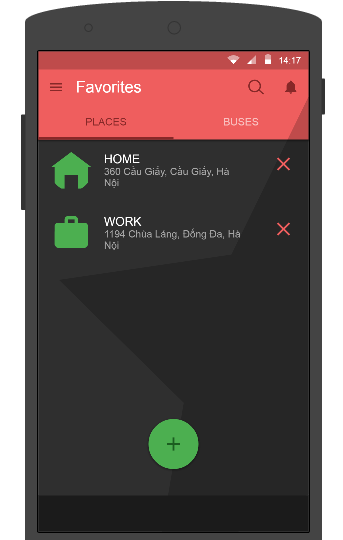 14:17
Favorites
PLACES BUSES
HOME
360 Cầu Giấy, Cầu Giấy, Hà
Nội
WORK
1194 Chùa Láng, Đống Đa, Hà
Nội